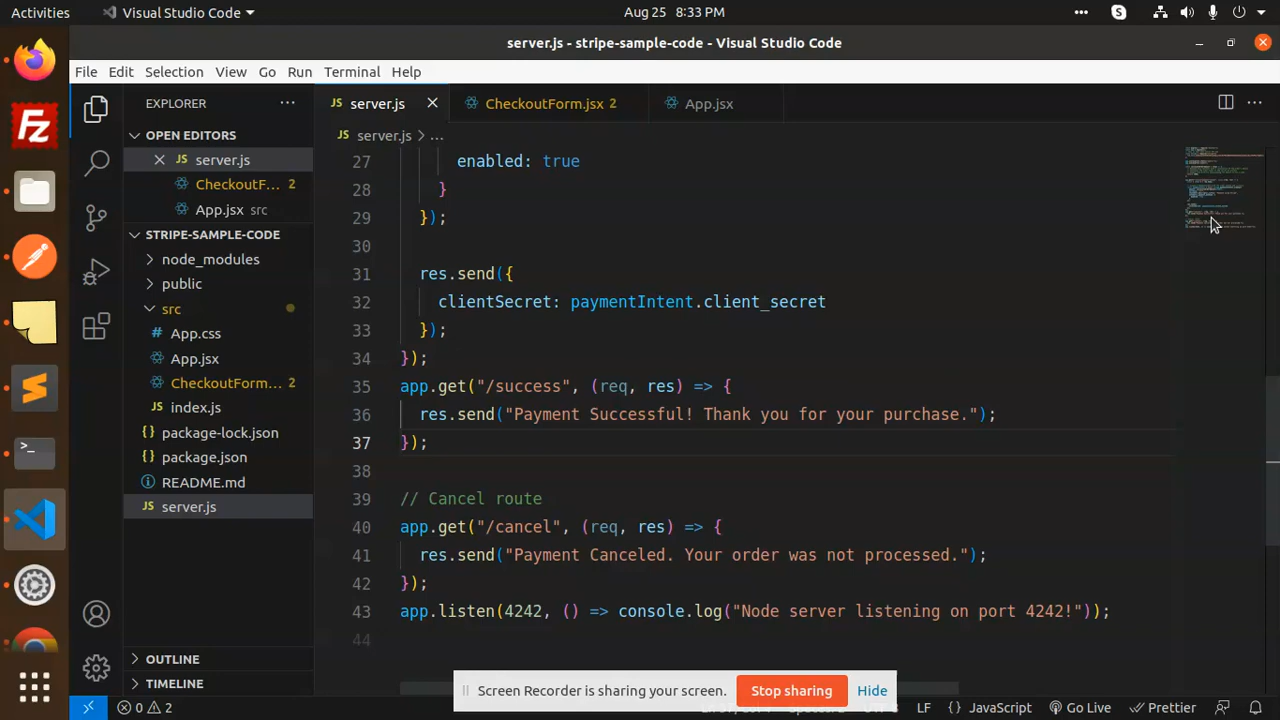 Activities
Visual Studio Code
Aug 25 8:33 PM
server.js - stripe-sample-code - Visual Studio Code
File Edit Selection View Go Run Terminal Help
EXPLORER
server.js
CheckoutForm.jsx 2
App.jsx
OPEN EDITORS
server.js > ...
server.js
CheckoutF... 2
App.jsx src
STRIPE-SAMPLE-CODE
node_modules
public
src
App.css
App.jsx
CheckoutForm... 2
index.js
package-lock.json
package.json
README.md
server.js
OUTLINE
TIMELINE
27 enabled: true
28 }
29 });
30
31 res.send({
32 clientSecret: paymentIntent.client_secret
33 });
34 });
35 app.get("/success", (req, res) => {
36 res.send("Payment Successful! Thank you for your purchase.");
37 });
38
39 // Cancel route
40 app.get("/cancel", (req, res) => {
41 res.send("Payment Canceled. Your order was not processed.");
42 });
43 app.listen(4242, () => console.log("Node server listening on port 4242!"));
44
Screen Recorder is sharing your screen.
Stop sharing
Hide
0 2
LF
{} JavaScript
Go Live
Prettier